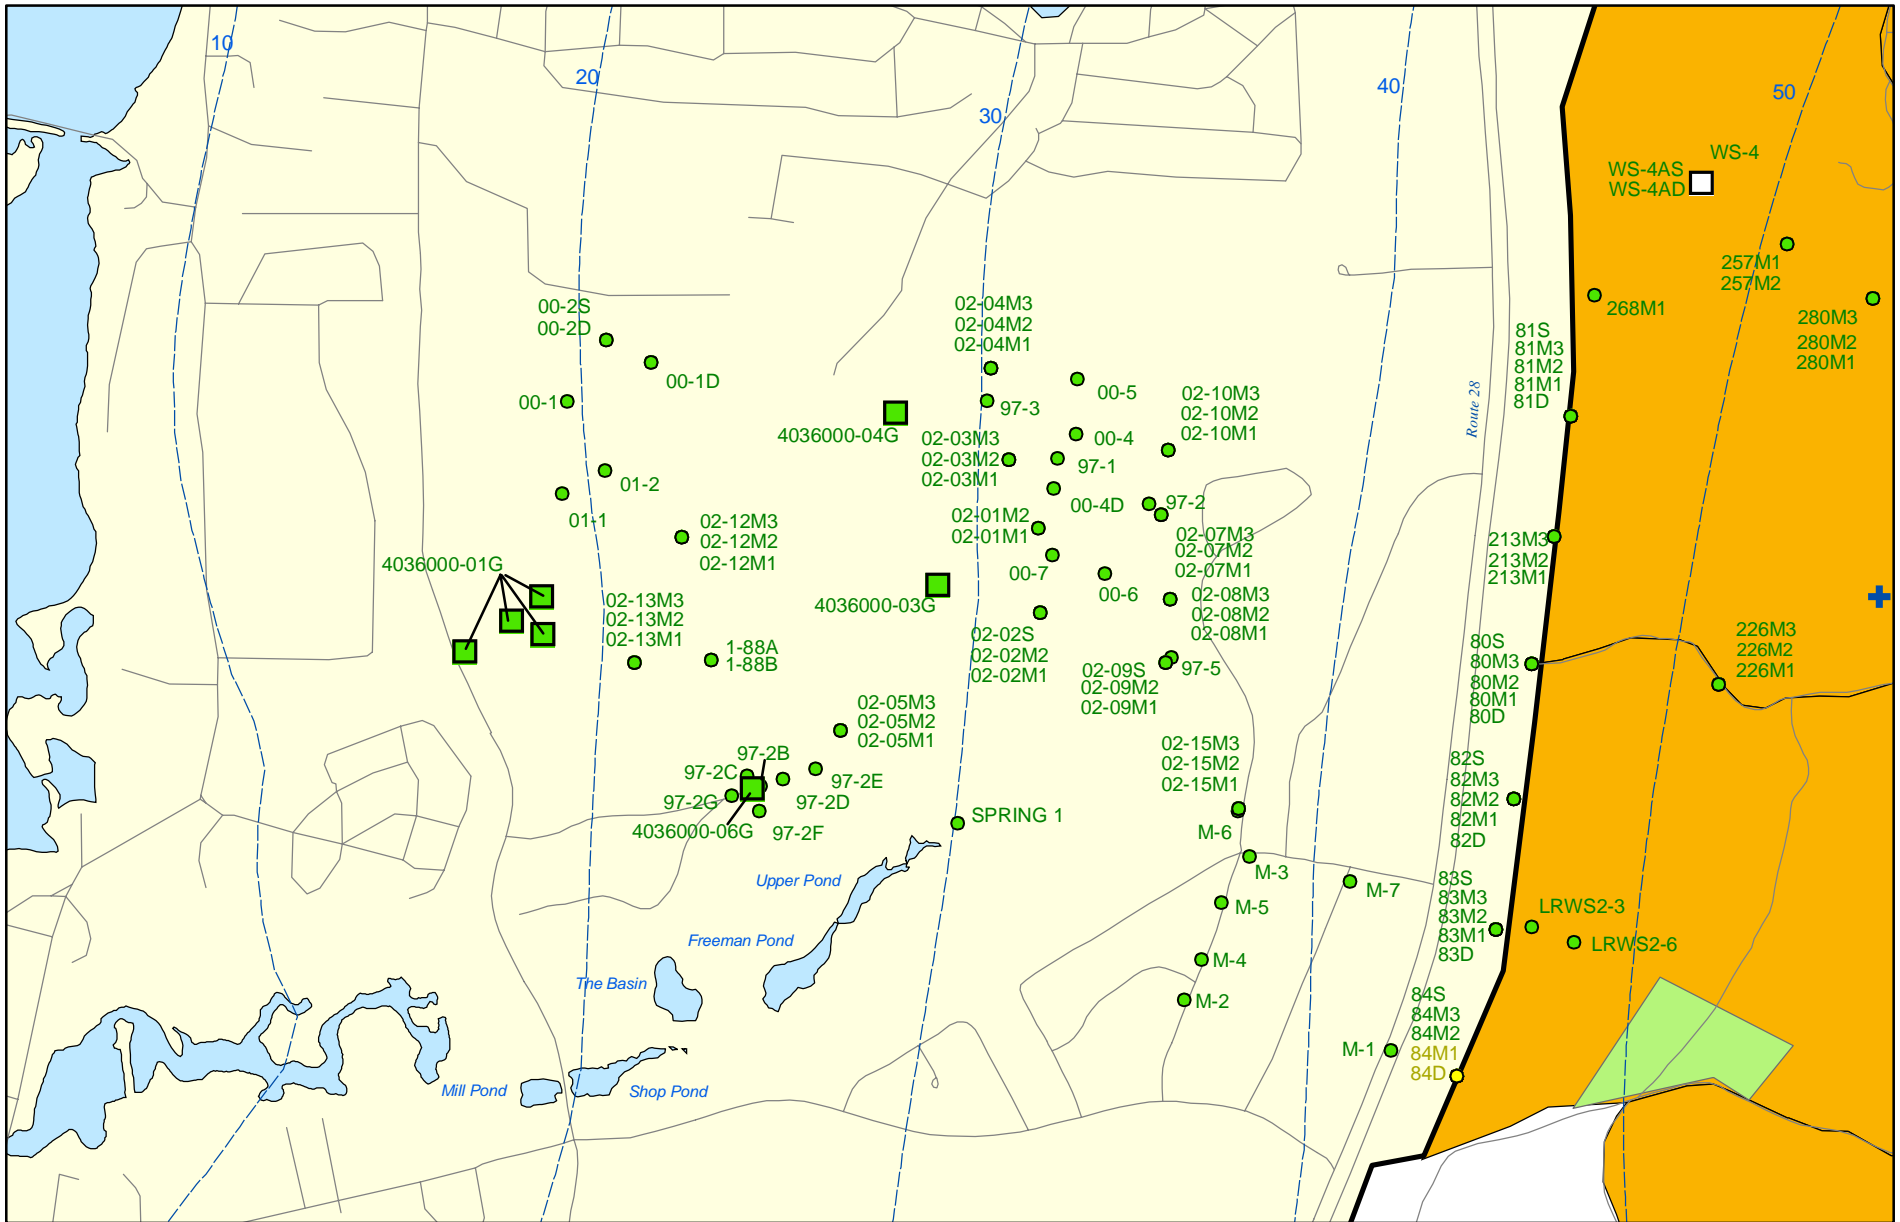 10
20
30
40
50
WS-4
WS-4AS
WS-4AD
257M1
257M2
268M1
280M3
280M2
280M1
00-2S
00-2D
00-1D
00-1
02-04M3
02-04M2
02-04M1
97-3
00-5
4036000-04G
02-03M3
02-03M2
02-03M1
00-4
97-1
00-4D
02-10M3
02-10M2
02-10M1
Route 28
81S
81M3
81M2
81M1
81D
01-2
01-1
02-12M3
02-12M2
02-12M1
02-01M2
02-01M1
97-2
02-07M3
02-07M2
02-07M1
00-7
00-6
213M3
213M2
213M1
4036000-01G
4036000-03G
02-13M3
02-13M2
02-13M1
1-88A
1-88B
02-08M3
02-08M2
02-08M1
02-02S
02-02M2
02-02M1
97-5
02-09S
02-09M2
02-09M1
80S
80M3
80M2
80M1
80D
226M3
226M2
226M1
02-05M3
02-05M2
02-05M1
97-2B
97-2C
97-2E
97-2G
97-2D
4036000-06G
97-2F
02-15M3
02-15M2
02-15M1
82S
82M3
82M2
82M1
82D
SPRING 1
M-6
M-3
M-7
M-5
Upper Pond
83S
83M3
83M2
83M1
83D
LRWS2-3
LRWS2-6
Freeman Pond
M-4
The Basin
M-2
84S
84M3
84M2
84M1
84D
M-1
Mill Pond
Shop Pond